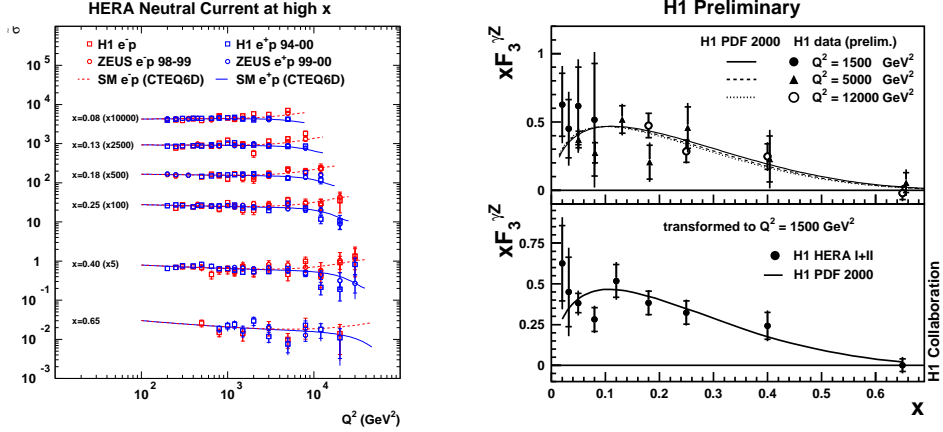 HERA Neutral Current at high x
σ̃
H1 e⁻p
H1 e⁺p 94-00
ZEUS e⁻p 98-99
ZEUS e⁺p 99-00
SM e⁻p (CTEQ6D)
SM e⁺p (CTEQ6D)
10⁵
10⁴
10³
10²
10
1
10⁻¹
10⁻²
10⁻³
x=0.08 (x10000)
x=0.13 (x2500)
x=0.18 (x500)
x=0.25 (x100)
x=0.40 (x5)
x=0.65
10² 10³ 10⁴
Q² (GeV²)
H1 Preliminary
xF₃^γZ
1
0.5
0
H1 PDF 2000 H1 data (prelim.)
Q² = 1500 GeV²
Q² = 5000 GeV²
Q² = 12000 GeV²
xF₃^γZ
0.75
0.5
0.25
0
transformed to Q² = 1500 GeV²
H1 HERA I+II
H1 PDF 2000
0 0.1 0.2 0.3 0.4 0.5 0.6
x
H1 Collaboration